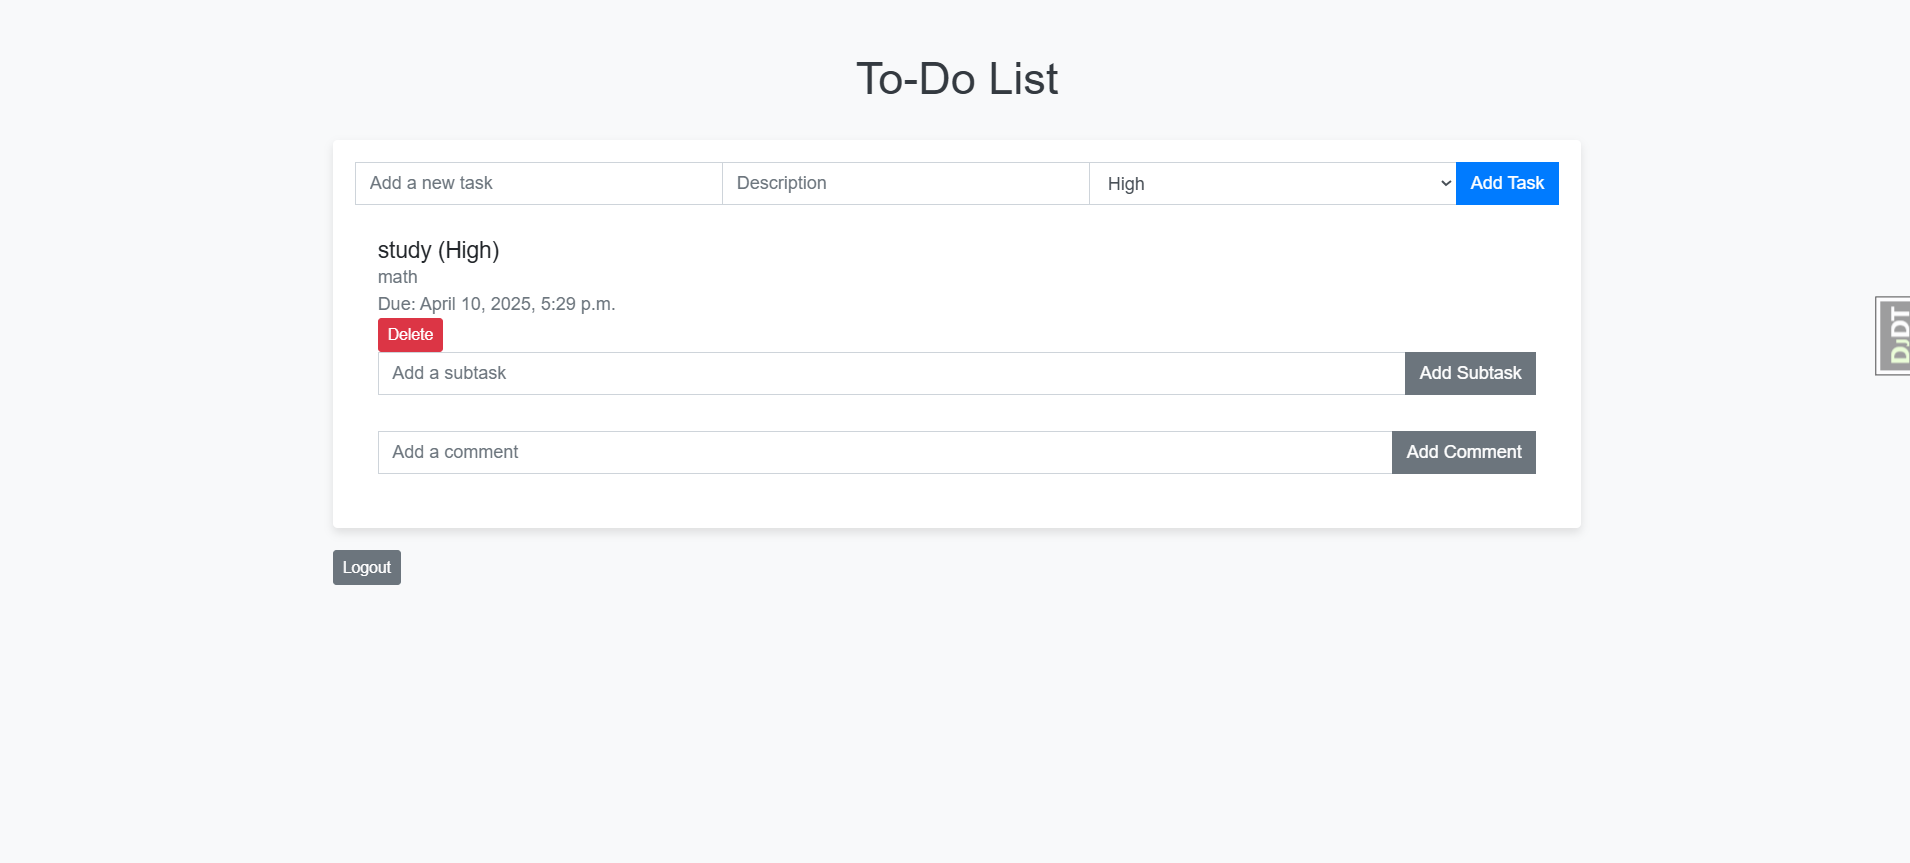 To-Do List
Add a new task Description High Add Task
study (High)
math
Due: April 10, 2025, 5:29 p.m.
Delete
Add a subtask Add Subtask
Add a comment Add Comment
Logout
DjDT